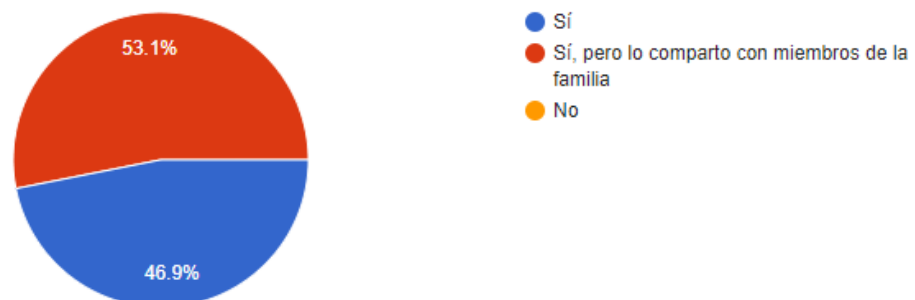 53.1%
46.9%
Sí
Sí, pero lo comparto con miembros de la
familia
No